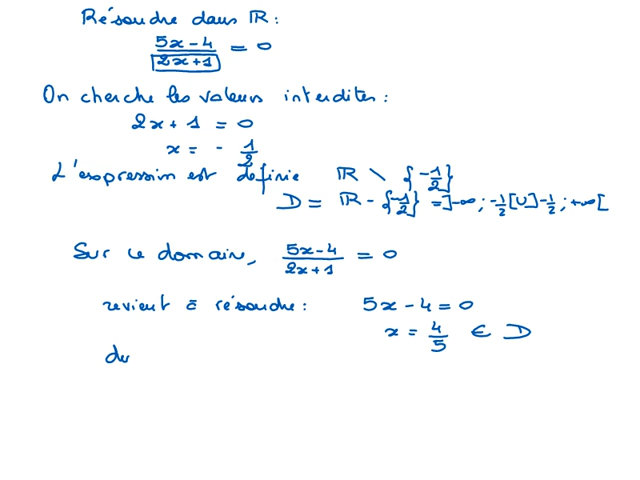 Résoudre dans ℝ :
5x-4 / 2x+1 = 0
On cherche les valeurs interdites :
2x+1 = 0
x = - 1/2
L'expression est définie ℝ \ {-1/2}
D = ℝ - {-1/2} = ]-∞ ; -1/2[ U ]-1/2 ; +∞[
Sur ce domaine, 5x-4 / 2x+1 = 0
revient à résoudre : 5x-4 = 0
x = 4/5 ∈ D